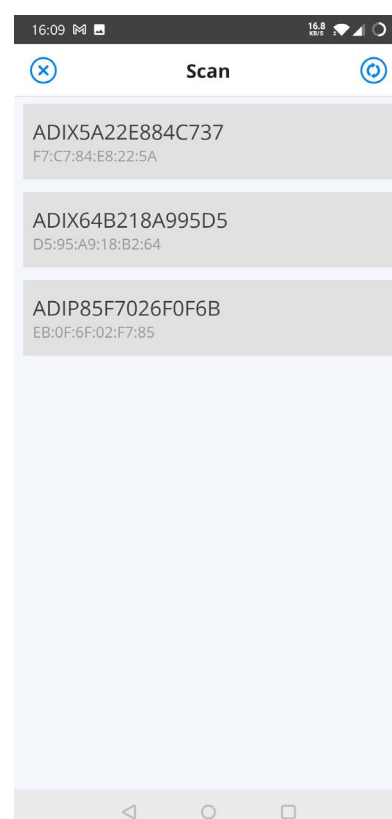 16:09
16.8
KB/S
Scan
ADIX5A22E884C737
F7:C7:84:E8:22:5A
ADIX64B218A995D5
D5:95:A9:18:B2:64
ADIP85F7026F0F6B
EB:0F:6F:02:F7:85